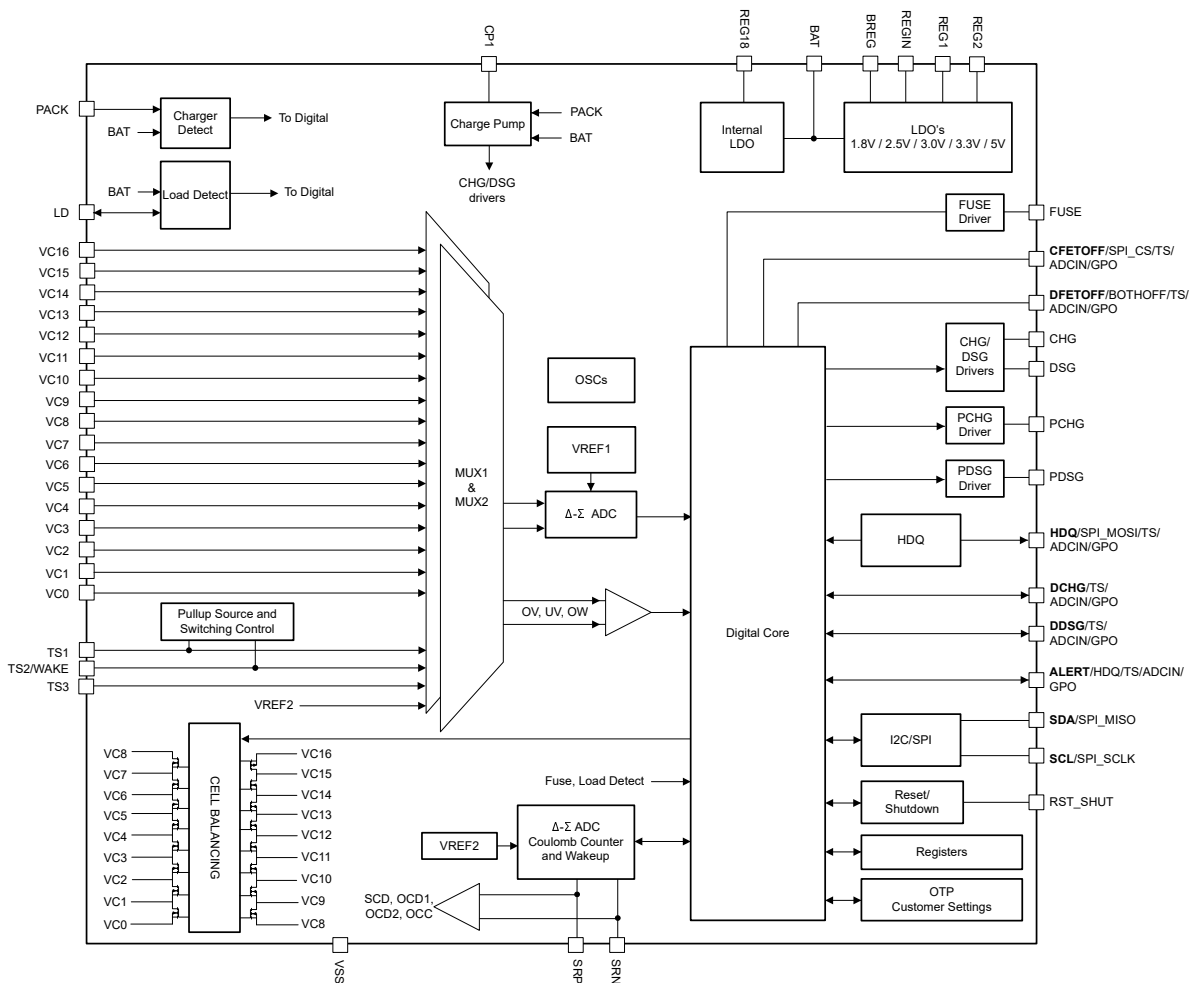 CP1
REG18
BAT
BREG
REGIN
REG1
REG2
PACK
BAT
Charger
Detect
To Digital
Charge Pump
PACK
BAT
CHG/DSG
drivers
Internal
LDO
LDO's
1.8V / 2.5V / 3.0V / 3.3V / 5V
BAT
Load Detect
To Digital
LD
FUSE
Driver
FUSE
CFETOFF/SPI_CS/TS/
ADCIN/GPO
DFETOFF/BOTHOFF/TS/
ADCIN/GPO
VC16
VC15
VC14
VC13
VC12
VC11
VC10
VC9
VC8
VC7
VC6
VC5
VC4
VC3
VC2
VC1
VC0
Pullup Source and
Switching Control
TS1
TS2/WAKE
TS3
VREF2
MUX1
&
MUX2
OSCs
VREF1
Δ-Σ ADC
OV, UV, OW
Digital Core
CHG/
DSG
Drivers
CHG
DSG
PCHG
Driver
PCHG
PDSG
Driver
PDSG
HDQ
HDQ/SPI_MOSI/TS/
ADCIN/GPO
DCHG/TS/
ADCIN/GPO
DDSG/TS/
ADCIN/GPO
ALERT/HDQ/TS/ADCIN/
GPO
I2C/SPI
SDA/SPI_MISO
SCL/SPI_SCLK
Reset/
Shutdown
RST_SHUT
Registers
OTP
Customer Settings
VC8
VC7
VC6
VC5
VC4
VC3
VC2
VC1
VC0
CELL BALANCING
VC16
VC15
VC14
VC13
VC12
VC11
VC10
VC9
VC8
Fuse, Load Detect
VREF2
Δ-Σ ADC
Coulomb Counter
and Wakeup
SCD, OCD1,
OCD2, OCC
VSS
SRP
SRN